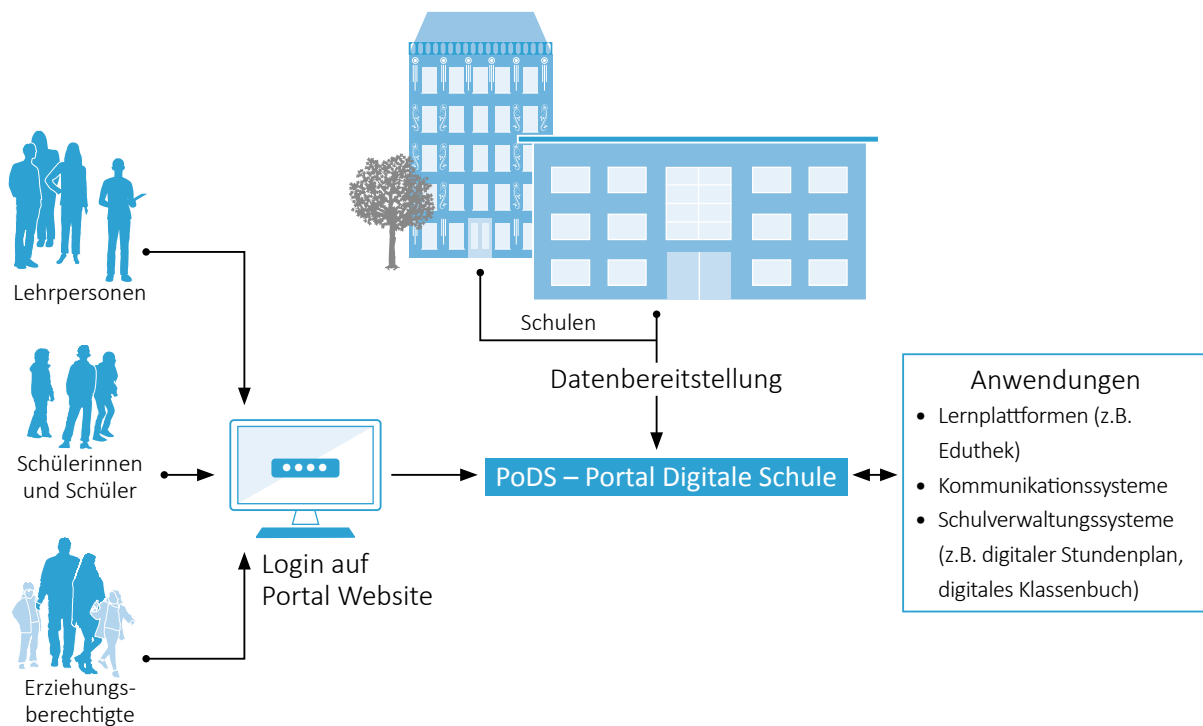 Lehrpersonen
Schülerinnen
und Schüler
Erziehungs-
berechtigte
Login auf
Portal Website
Schulen
Datenbereitstellung
PoDS – Portal Digitale Schule
Anwendungen
• Lernplattformen (z.B.
Eduthek)
• Kommunikationssysteme
• Schulverwaltungssysteme
(z.B. digitaler Stundenplan,
digitales Klassenbuch)